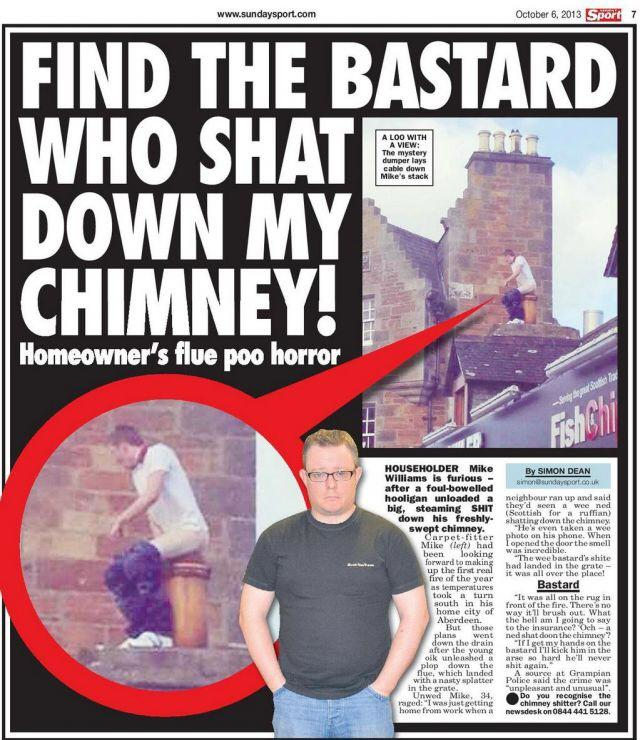 www.sundaysport.com
October 6, 2013 Sunday Sport 7
FIND THE BASTARD
WHO SHAT
DOWN MY
CHIMNEY!
Homeowner's flue poo horror
A LOO WITH
A VIEW:
The mystery
dumper lays
cable down
Mike's stack
Serving the great Scottish
FishChi
HOUSEHOLDER Mike
Williams is furious –
after a foul-bowelled
hooligan unloaded a
big, steaming SHIT
down his freshly-
swept chimney.
Carpet-fitter
Mike (left) had
been looking
forward to making
up the first real
fire of the year
as temperatures
took a turn
south in his
home city of
Aberdeen.
But those
plans went
down the drain
after the young
oik unleashed a
plop down the
flue, which landed
with a nasty splatter
in the grate.
Unwed Mike, 34,
raged: "I was just getting
home from work when a
By SIMON DEAN
simon@sundaysport.co.uk
neighbour ran up and said
they'd seen a wee ned
(Scottish for a ruffian)
shatting down the chimney.
"He's even taken a wee
photo on his phone. When
I opened the door the smell
was incredible.
"The wee bastard's shite
had landed in the grate –
it was all over the place!
Bastard
"It was all on the rug in
front of the fire. There's no
way it'll brush out. What
the hell am I going to say
to the insurance? 'Och – a
ned shat doon the chimney'?
"If I get my hands on the
bastard I'll kick him in the
arse so hard he'll never
shit again."
A source at Grampian
Police said the crime was
"unpleasant and unusual".
Do you recognise the
chimney shitter? Call our
newsdesk on 0844 441 5128.